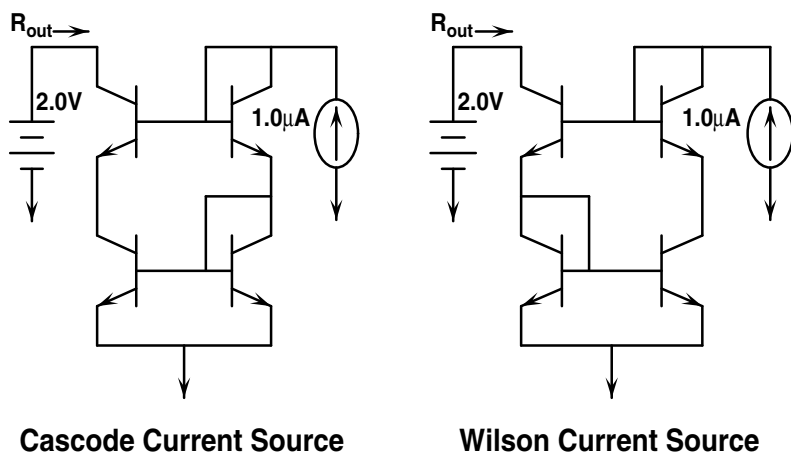 Rout
2.0V
1.0μA
Rout
2.0V
1.0μA
Cascode Current Source
Wilson Current Source